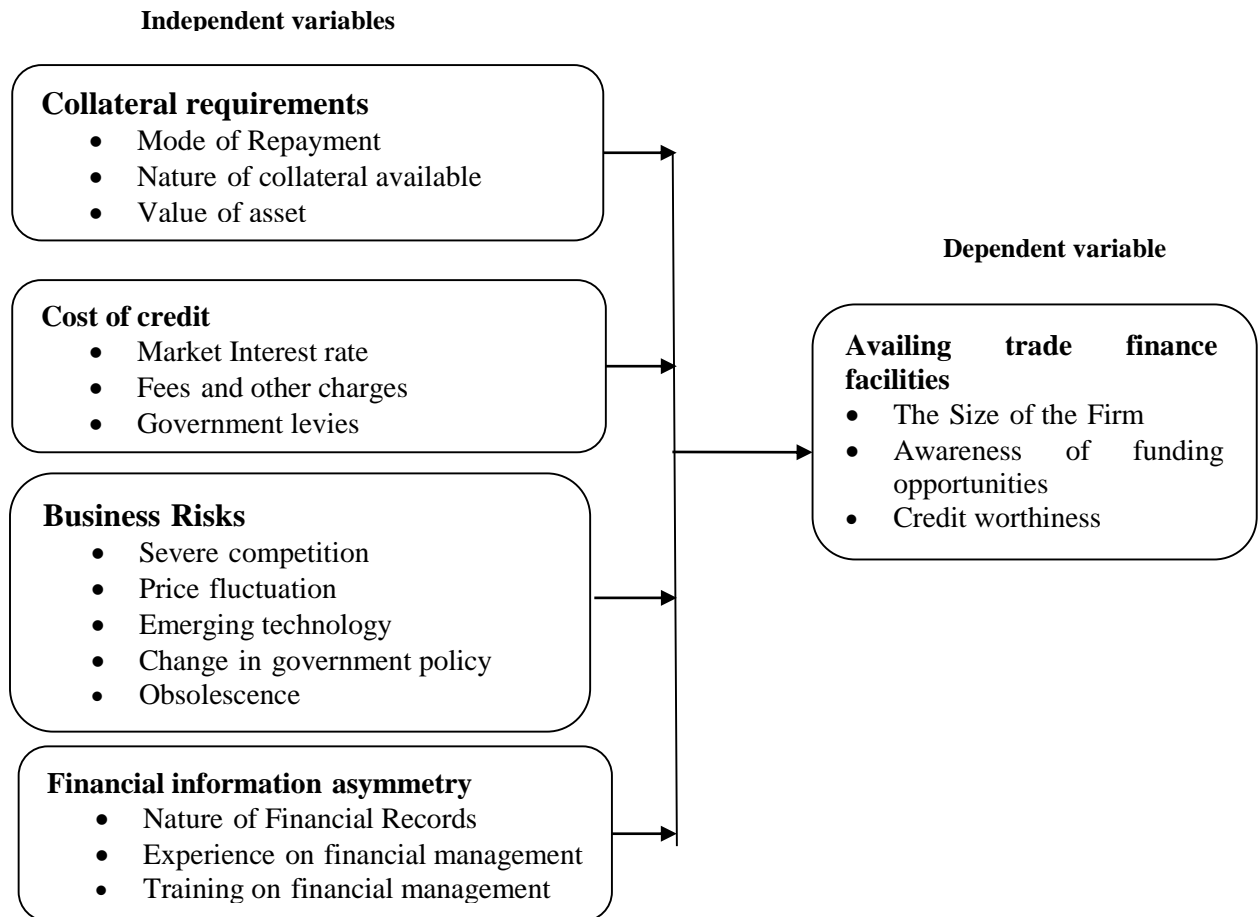 Independent variables
Collateral requirements
• Mode of Repayment
• Nature of collateral available
• Value of asset
Cost of credit
• Market Interest rate
• Fees and other charges
• Government levies
Business Risks
• Severe competition
• Price fluctuation
• Emerging technology
• Change in government policy
• Obsolescence
Financial information asymmetry
• Nature of Financial Records
• Experience on financial management
• Training on financial management
Dependent variable
Availing trade finance
facilities
• The Size of the Firm
• Awareness of funding
opportunities
• Credit worthiness